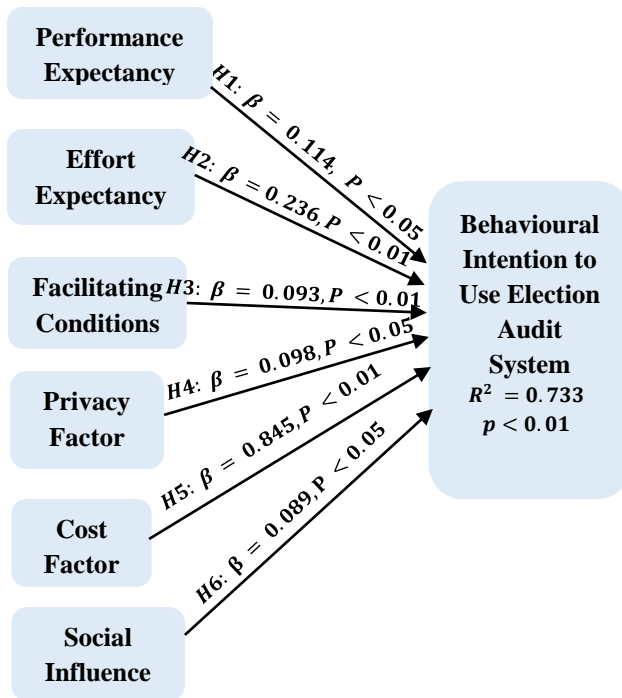 Performance
Expectancy
H1: β = 0.114, P < 0.05
Effort
Expectancy
H2: β = 0.236, P < 0.01
Facilitating
Conditions
H3: β = 0.093, P < 0.01
Privacy
Factor
H4: β = 0.098, P < 0.05
Cost
Factor
H5: β = 0.845, P < 0.01
Social
Influence
H6: β = 0.089, P < 0.05
Behavioural
Intention to
Use Election
Audit
System
R² = 0.733
p < 0.01